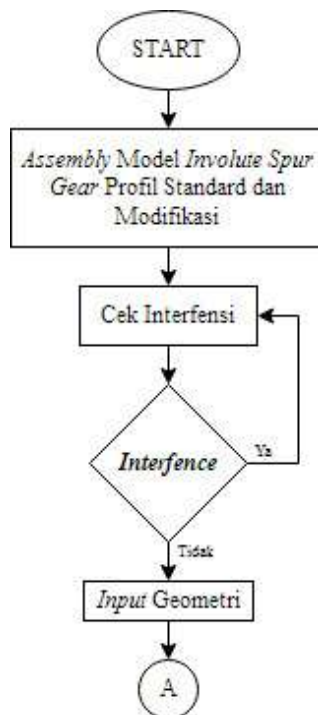 START
Assembly Model Involute Spur
Gear Profil Standard dan
Modifikasi
Cek Interfensi
Interfence
Ya
Tidak
Input Geometri
A